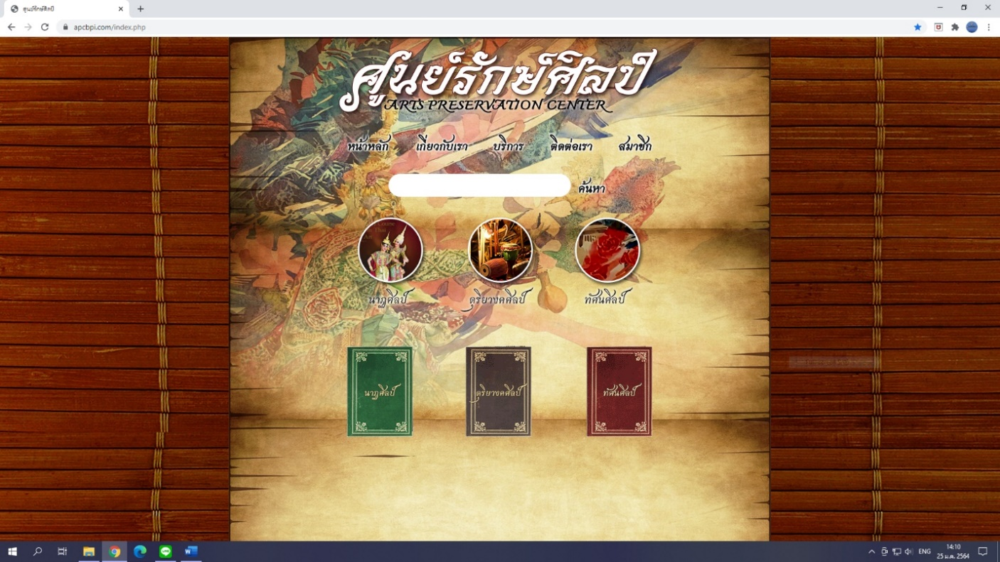 ศูนย์รักษ์ศิลป์
apcbpi.com/index.php
ศูนย์รักษ์ศิลป์
ARTS PRESERVATION CENTER
หน้าหลัก เกี่ยวกับเรา บริการ ติดต่อเรา สมาชิก
ค้นหา
นาฏศิลป์ ดุริยางคศิลป์ ทัศนศิลป์
นาฏศิลป์ ดุริยางคศิลป์ ทัศนศิลป์
ENG
14:10
25 ม.ค. 2564